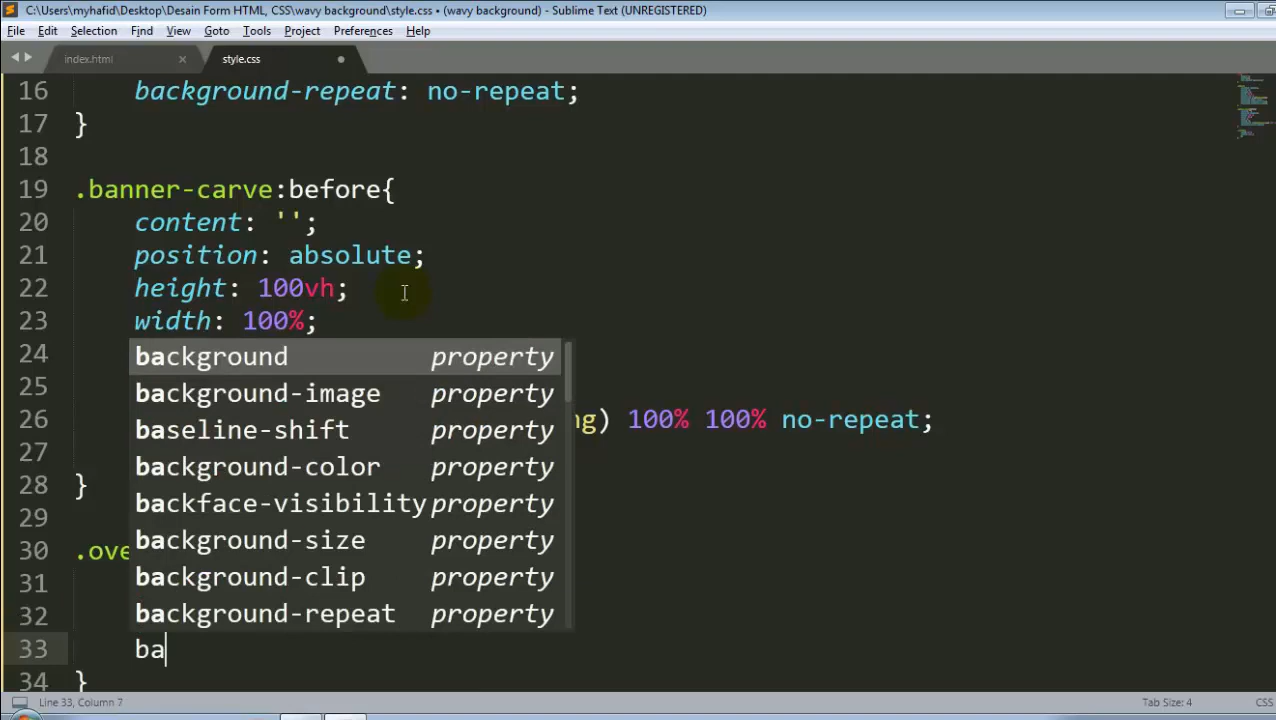 C:\Users\myhafid\Desktop\Desain Form HTML, CSS\wavy background\style.css • (wavy background) - Sublime Text (UNREGISTERED)
File Edit Selection Find View Goto Tools Project Preferences Help
index.html × style.css
16 background-repeat: no-repeat;
17 }
18
19 .banner-carve:before{
20 content: '';
21 position: absolute;
22 height: 100vh;
23 width: 100%;
24 background property
25 background-image property
26 ng) 100% 100% no-repeat;
baseline-shift property
27 background-color property
28 }
backface-visibility property
29 background-size property
30 .ove
31 background-clip property
32 background-repeat property
33 ba
34 }
Line 33, Column 7 Tab Size: 4 CSS